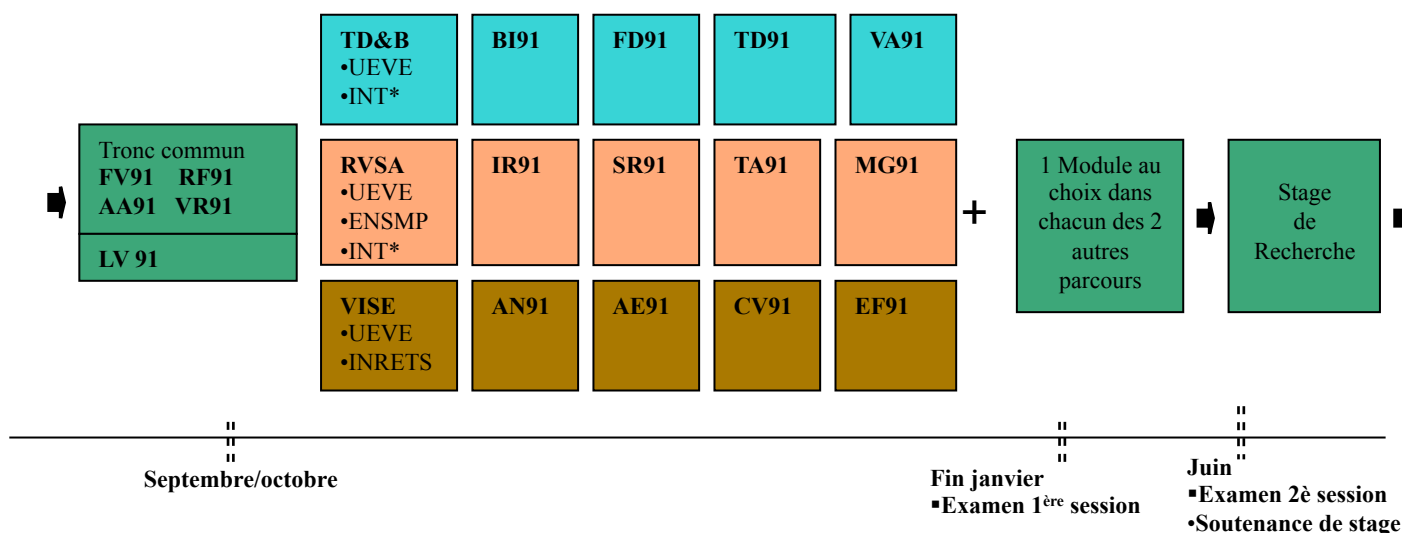 Tronc commun
FV91 RF91
AA91 VR91
LV 91
TD&B
•UEVE
•INT*
BI91
FD91
TD91
VA91
RVSA
•UEVE
•ENSMP
•INT*
IR91
SR91
TA91
MG91
VISE
•UEVE
•INRETS
AN91
AE91
CV91
EF91
+
1 Module au
choix dans
chacun des 2
autres
parcours
Stage
de
Recherche
Septembre/octobre
Fin janvier
▪Examen 1ère session
Juin
▪Examen 2è session
•Soutenance de stage